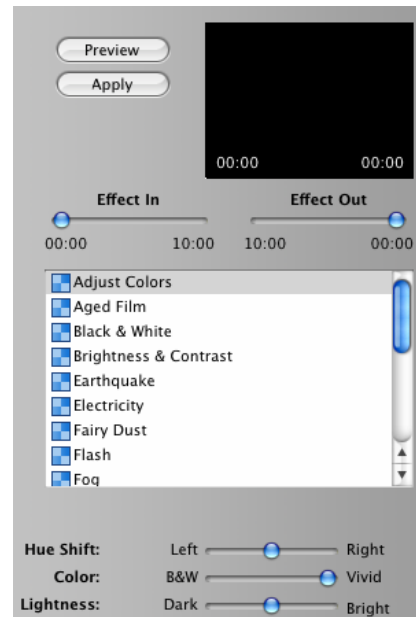 Preview
Apply
00:00 00:00
Effect In Effect Out
00:00 10:00 10:00 00:00
Adjust Colors
Aged Film
Black & White
Brightness & Contrast
Earthquake
Electricity
Fairy Dust
Flash
Fog
Hue Shift: Left Right
Color: B&W Vivid
Lightness: Dark Bright